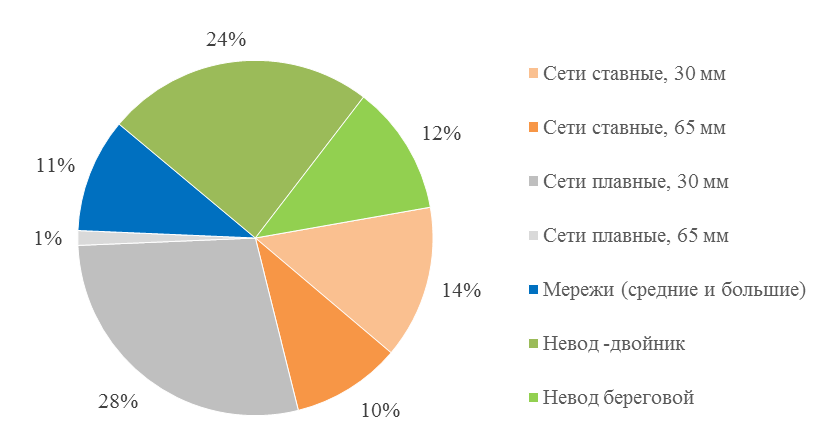 24%
12%
11%
1%
14%
28%
10%
Сети ставные, 30 мм
Сети ставные, 65 мм
Сети плавные, 30 мм
Сети плавные, 65 мм
Мережи (средние и большие)
Невод -двойник
Невод береговой